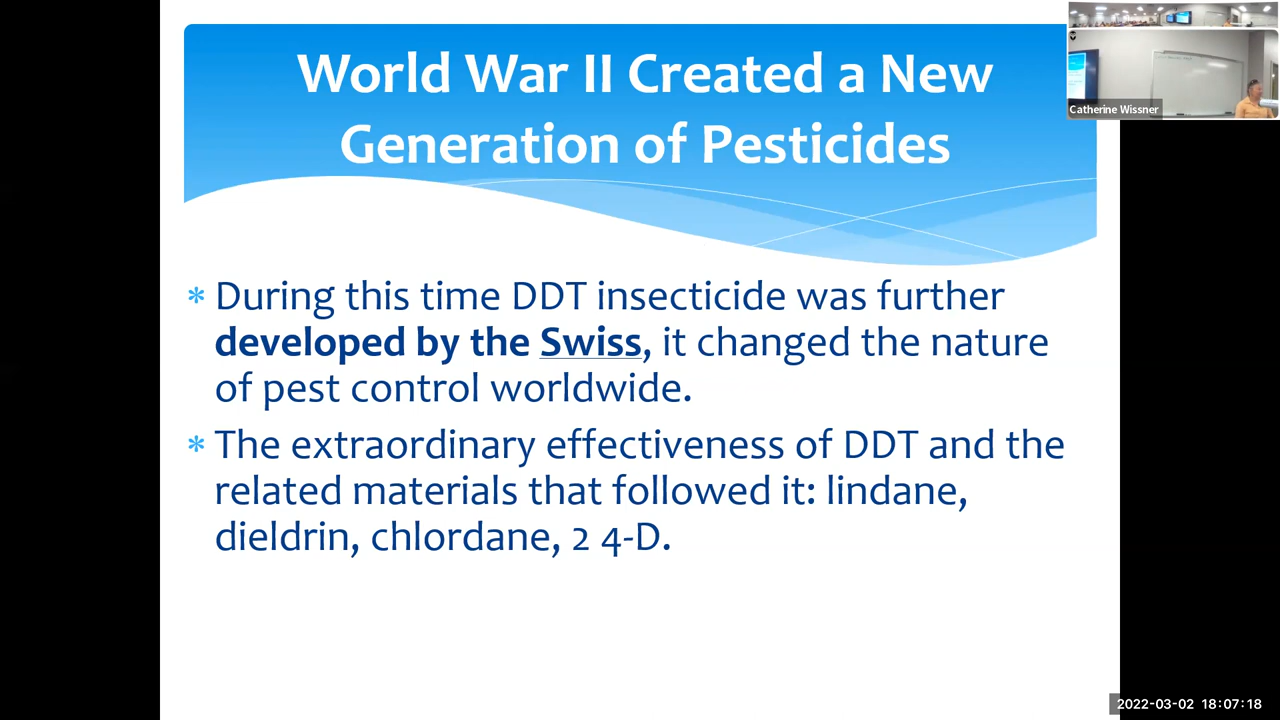 World War II Created a New
Generation of Pesticides
Catherine Wissner
* During this time DDT insecticide was further
developed by the Swiss, it changed the nature
of pest control worldwide.
* The extraordinary effectiveness of DDT and the
related materials that followed it: lindane,
dieldrin, chlordane, 2 4-D.
2022-03-02 18:07:18